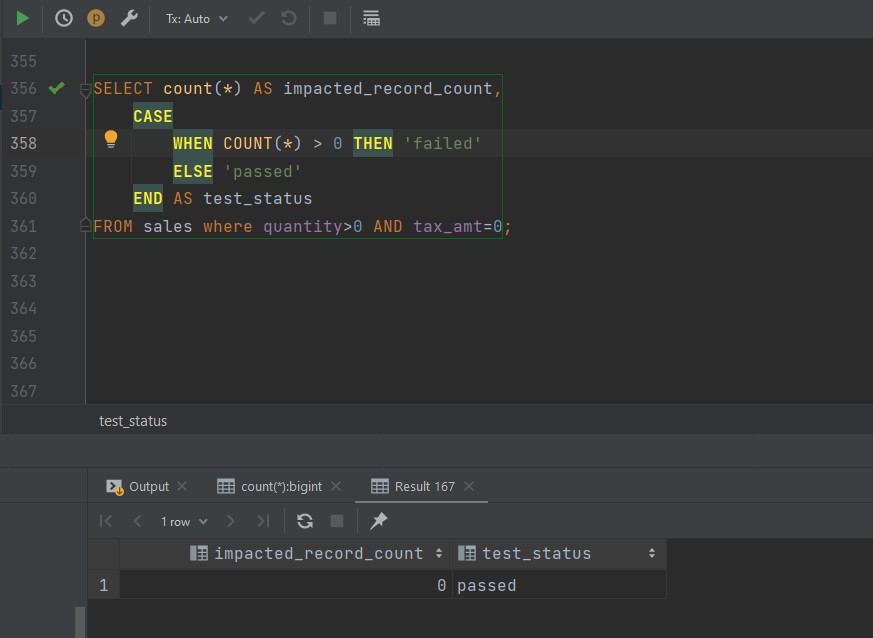 p Tx: Auto
355
356 SELECT count(*) AS impacted_record_count,
357 CASE
358 WHEN COUNT(*) > 0 THEN 'failed'
359 ELSE 'passed'
360 END AS test_status
361 FROM sales where quantity>0 AND tax_amt=0;
362
363
364
365
366
367
test_status
Output count(*):bigint Result 167
1 row
impacted_record_count test_status
1 0 passed